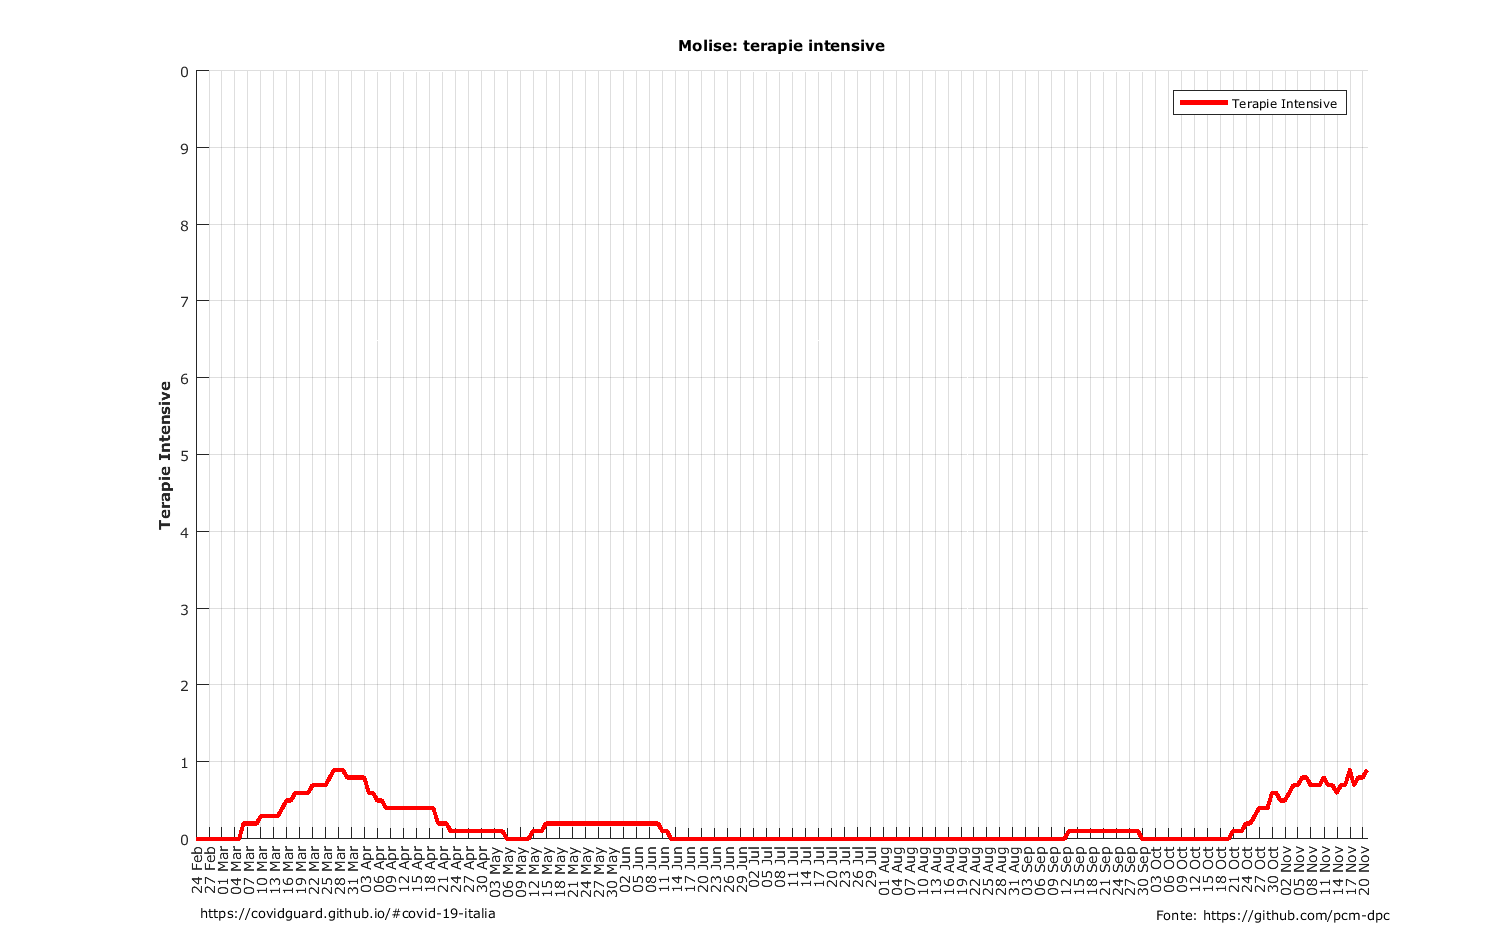 Molise: terapie intensive
Terapie Intensive
0
9
8
7
6
5
4
3
2
1
0
Terapie Intensive
24 Feb
27 Feb
01 Mar
04 Mar
07 Mar
10 Mar
13 Mar
16 Mar
19 Mar
22 Mar
25 Mar
28 Mar
31 Mar
03 Apr
06 Apr
09 Apr
12 Apr
15 Apr
18 Apr
21 Apr
24 Apr
27 Apr
30 Apr
03 May
06 May
09 May
12 May
15 May
18 May
21 May
24 May
27 May
30 May
02 Jun
05 Jun
08 Jun
11 Jun
14 Jun
17 Jun
20 Jun
23 Jun
26 Jun
29 Jun
02 Jul
05 Jul
08 Jul
11 Jul
14 Jul
17 Jul
20 Jul
23 Jul
26 Jul
29 Jul
01 Aug
04 Aug
07 Aug
10 Aug
13 Aug
16 Aug
19 Aug
22 Aug
25 Aug
28 Aug
31 Aug
03 Sep
06 Sep
09 Sep
12 Sep
15 Sep
18 Sep
21 Sep
24 Sep
27 Sep
30 Sep
03 Oct
06 Oct
09 Oct
12 Oct
15 Oct
18 Oct
21 Oct
24 Oct
27 Oct
30 Oct
02 Nov
05 Nov
08 Nov
11 Nov
14 Nov
17 Nov
20 Nov
https://covidguard.github.io/#covid-19-italia
Fonte: https://github.com/pcm-dpc